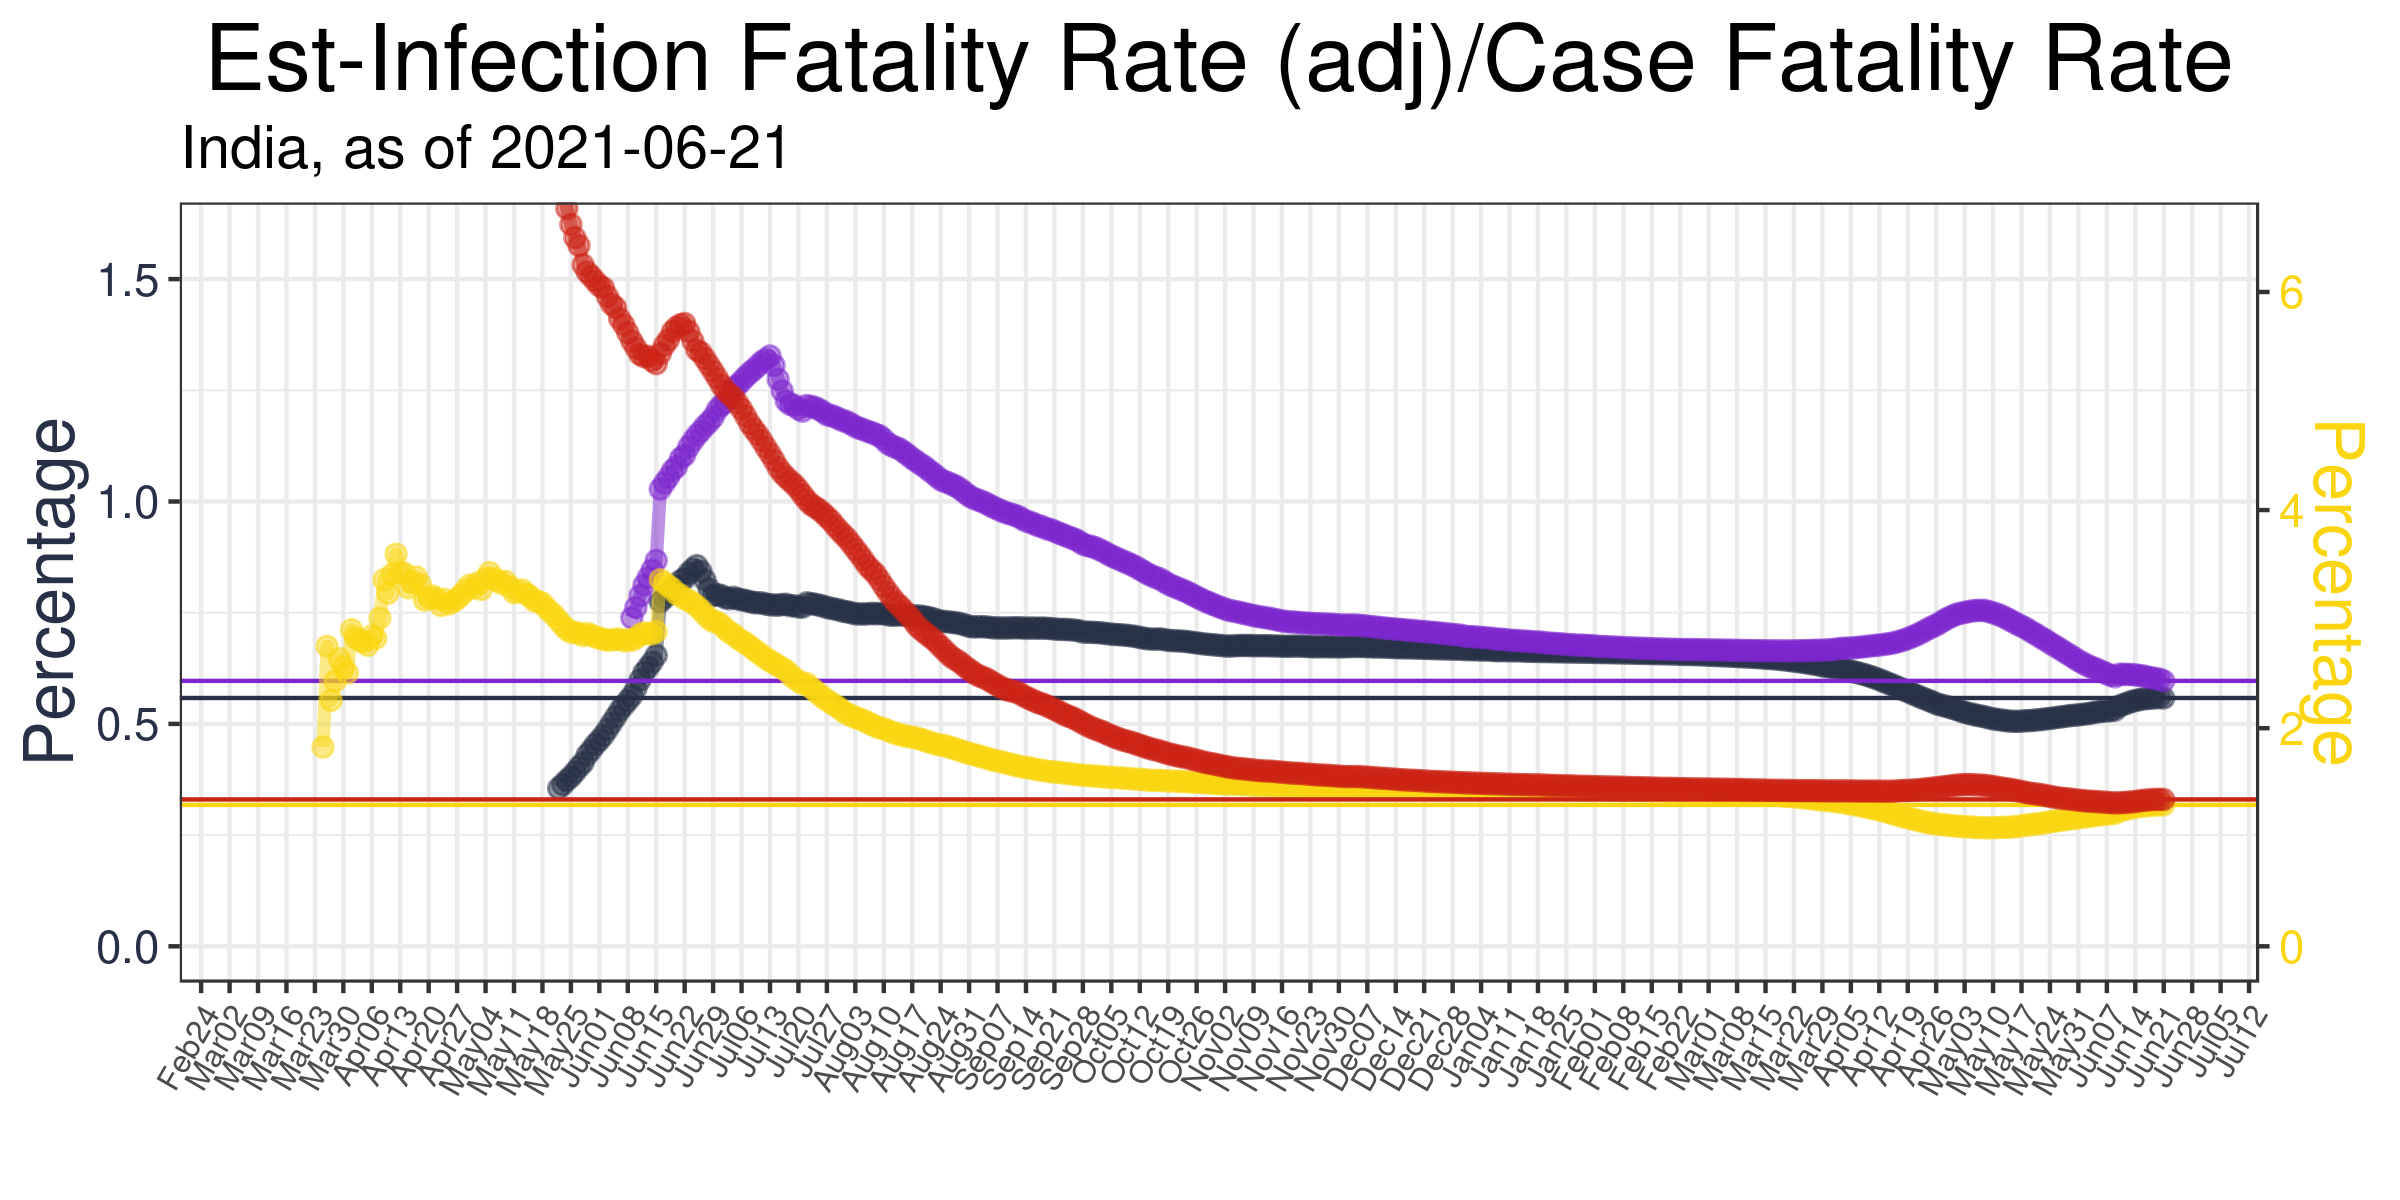 Est-Infection Fatality Rate (adj)/Case Fatality Rate
India, as of 2021-06-21
Percentage
1.5
1.0
0.5
0.0
6
4
2
0
Percentage
Feb24
Mar02
Mar09
Mar16
Mar23
Mar30
Apr06
Apr13
Apr20
Apr27
May04
May11
May18
May25
Jun01
Jun08
Jun15
Jun22
Jun29
Jul06
Jul13
Jul20
Jul27
Aug03
Aug10
Aug17
Aug24
Aug31
Sep07
Sep14
Sep21
Sep28
Oct05
Oct12
Oct19
Oct26
Nov02
Nov09
Nov16
Nov23
Nov30
Dec07
Dec14
Dec21
Dec28
Jan04
Jan11
Jan18
Jan25
Feb01
Feb08
Feb15
Feb22
Mar01
Mar08
Mar15
Mar22
Mar29
Apr05
Apr12
Apr19
Apr26
May03
May10
May17
May24
May31
Jun07
Jun14
Jun21
Jun28
Jul05
Jul12